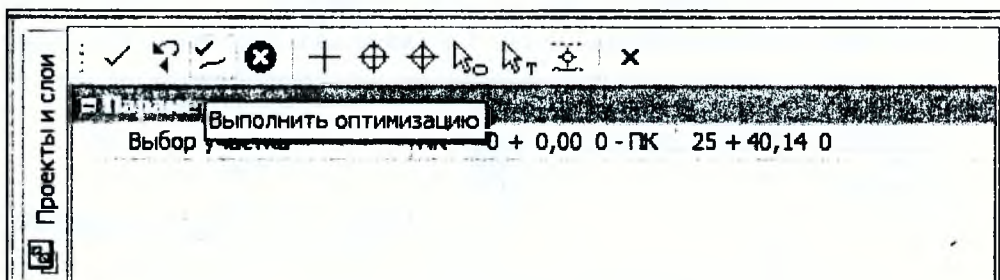 Проекты и слои
Выполнить оптимизацию
Выбор 0 + 0,00 0 - ПК 25 + 40,14 0